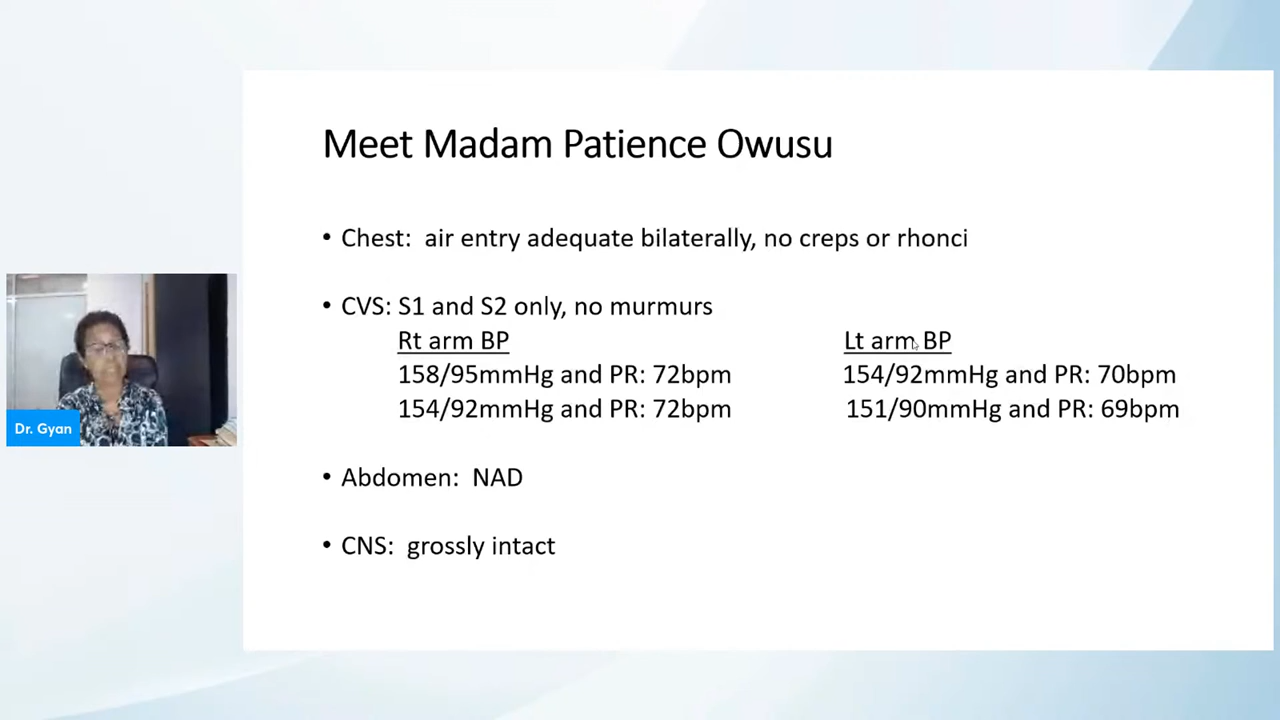 Meet Madam Patience Owusu
• Chest: air entry adequate bilaterally, no creps or rhonci
• CVS: S1 and S2 only, no murmurs
Rt arm BP Lt arm BP
158/95mmHg and PR: 72bpm 154/92mmHg and PR: 70bpm
154/92mmHg and PR: 72bpm 151/90mmHg and PR: 69bpm
• Abdomen: NAD
• CNS: grossly intact
Dr. Gyan